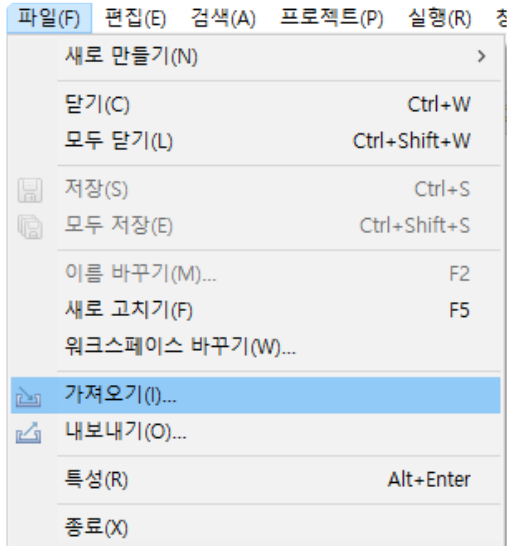 파일(F) 편집(E) 검색(A) 프로젝트(P) 실행(R)
새로 만들기(N) >
닫기(C) Ctrl+W
모두 닫기(L) Ctrl+Shift+W
저장(S) Ctrl+S
모두 저장(E) Ctrl+Shift+S
이름 바꾸기(M)... F2
새로 고치기(F) F5
워크스페이스 바꾸기(W)...
가져오기(I)...
내보내기(O)...
특성(R) Alt+Enter
종료(X)